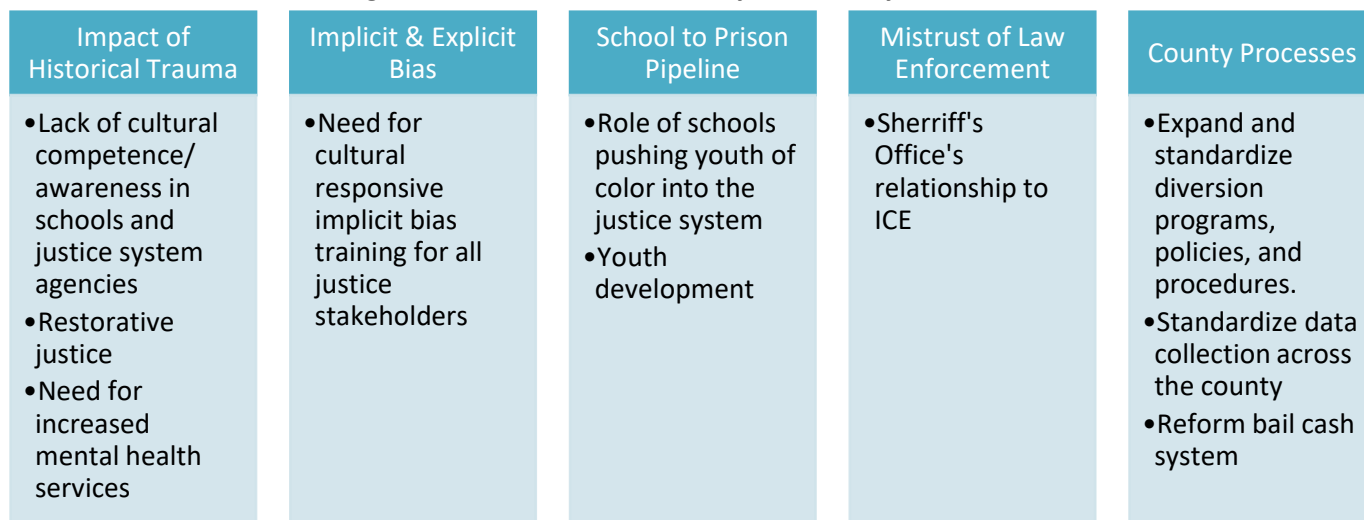 Impact of
Historical Trauma
•Lack of cultural
competence/
awareness in
schools and
justice system
agencies
•Restorative
justice
•Need for
increased
mental health
services
Implicit & Explicit
Bias
•Need for
cultural
responsive
implicit bias
training for all
justice
stakeholders
School to Prison
Pipeline
•Role of schools
pushing youth of
color into the
justice system
•Youth
development
Mistrust of Law
Enforcement
•Sherriff's
Office's
relationship to
ICE
County Processes
•Expand and
standardize
diversion
programs,
policies, and
procedures.
•Standardize data
collection across
the county
•Reform bail cash
system